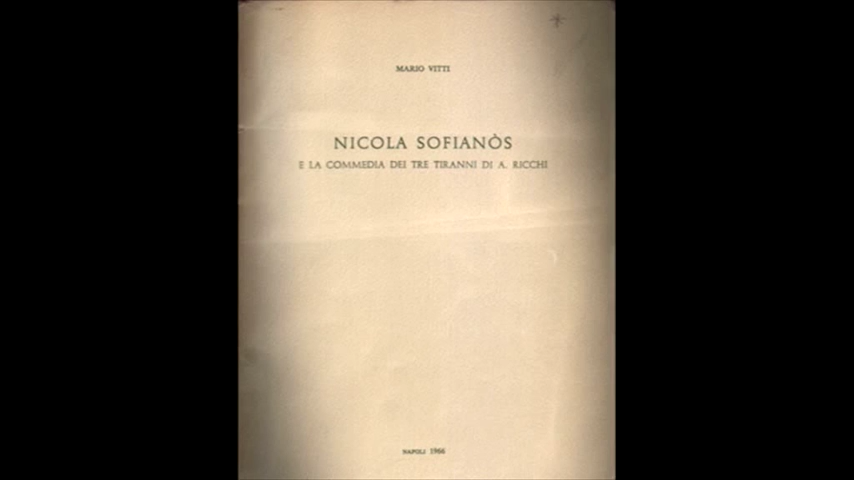 MARIO VITTI
NICOLA SOFIANÒS
E LA COMMEDIA DEI TRE TIRANNI DI A. RICCHI
NAPOLI 1966